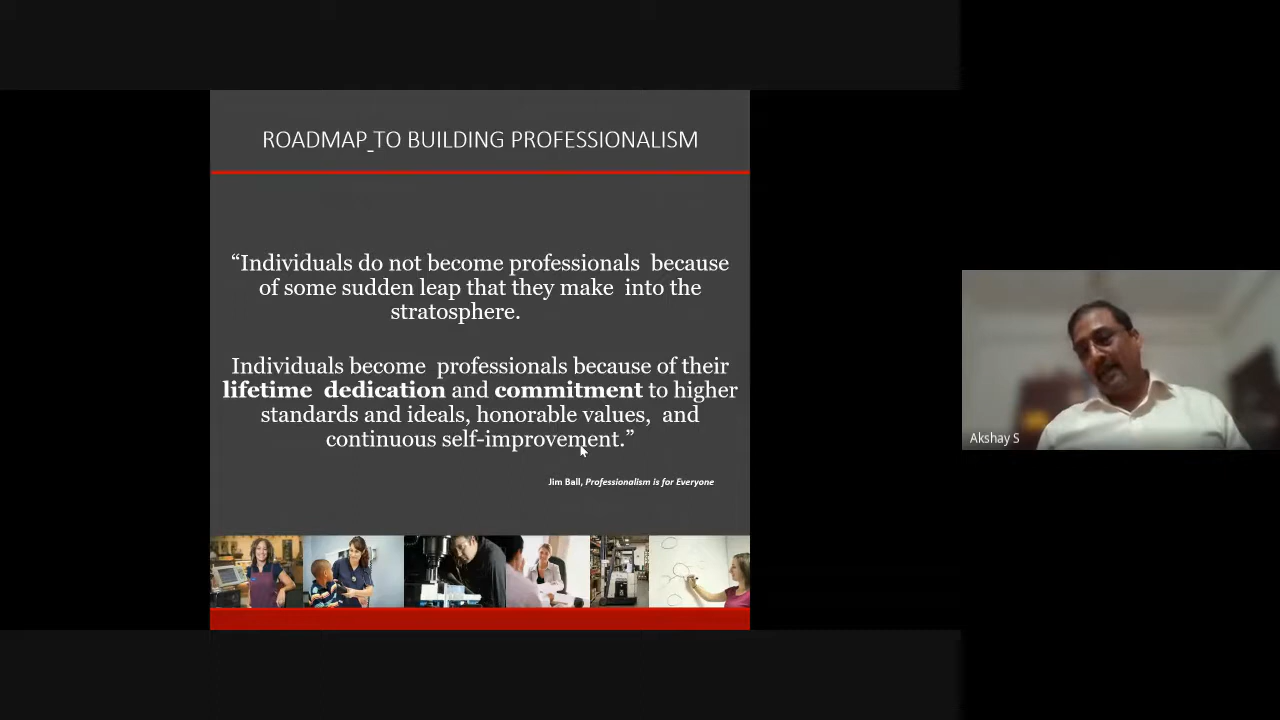 ROADMAP_TO BUILDING PROFESSIONALISM
“Individuals do not become professionals because
of some sudden leap that they make into the
stratosphere.
Individuals become professionals because of their
lifetime dedication and commitment to higher
standards and ideals, honorable values, and
continuous self-improvement.”
Jim Ball, Professionalism is for Everyone
Akshay S